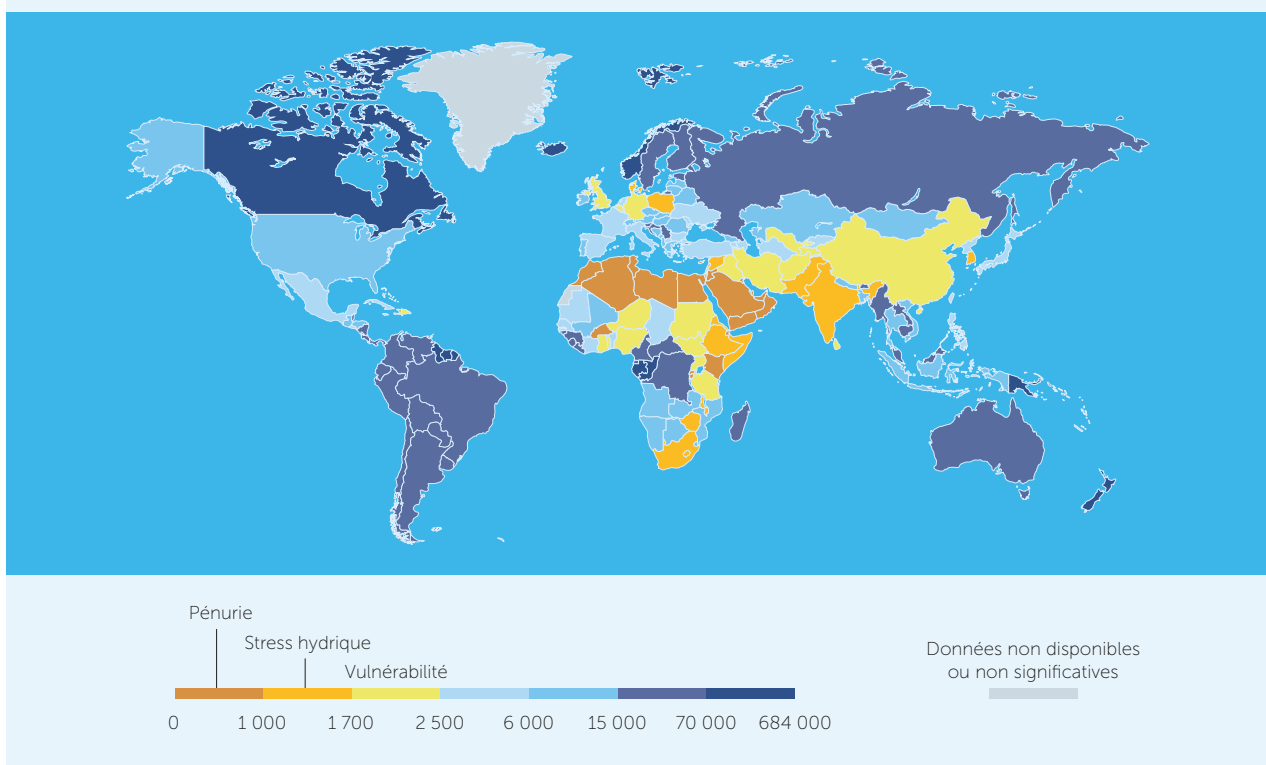 Pénurie
Stress hydrique
Vulnérabilité
0 1 000 1 700 2 500 6 000 15 000 70 000 684 000
Données non disponibles
ou non significatives